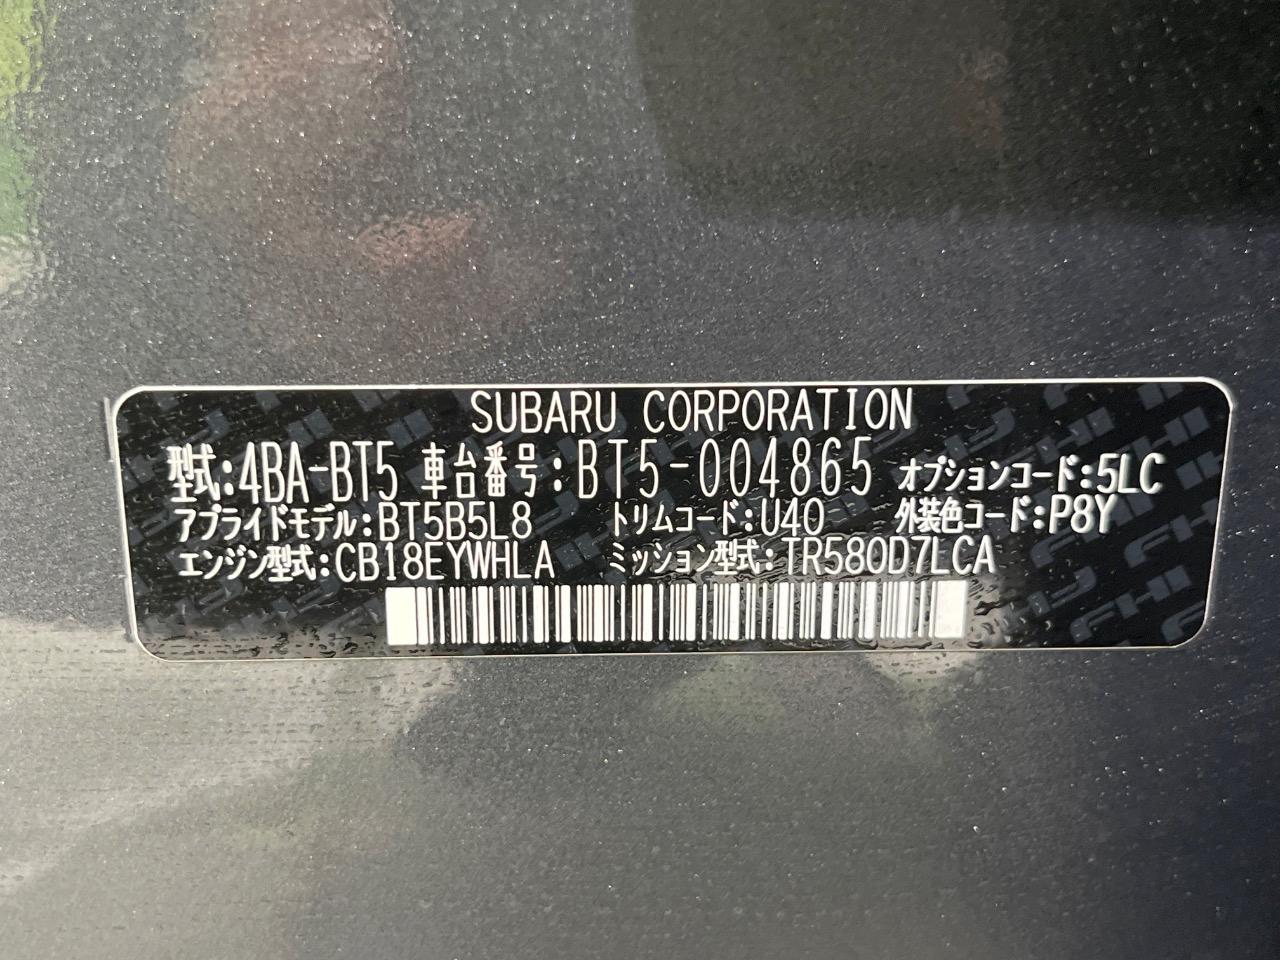 SUBARU CORPORATION
型式:4BA-BT5 車台番号:BT5-004865 オプションコード:5LC
アプライドモデル:BT5B5L8 トリムコード:U40 外装色コード:P8Y
エンジン型式:CB18EYWHLA ミッション型式:TR580D7LCA